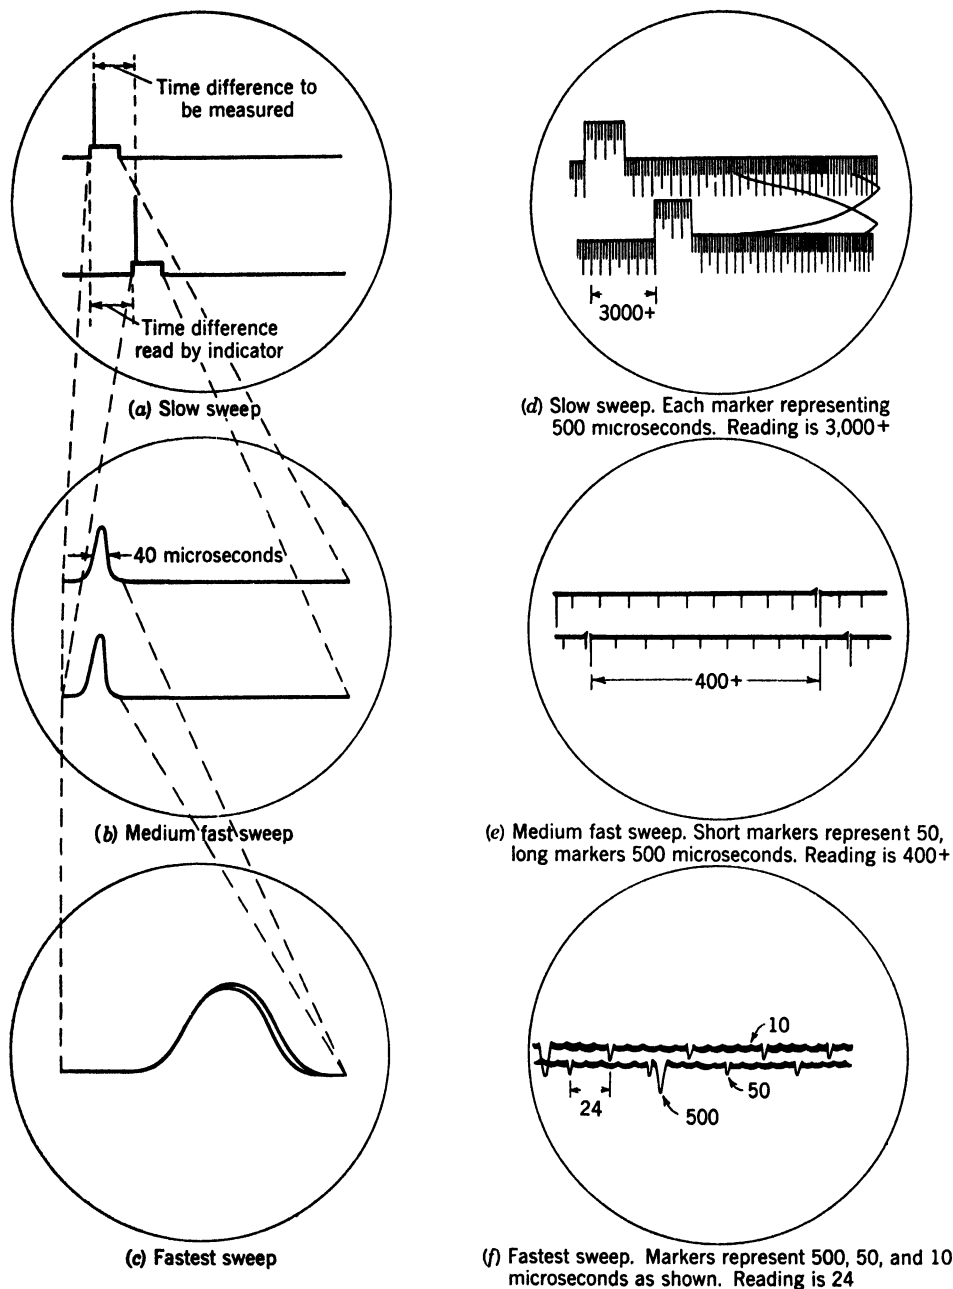 Time difference to
be measured
Time difference
read by indicator
(a) Slow sweep
40 microseconds
(b) Medium fast sweep
(c) Fastest sweep
3000+
(d) Slow sweep. Each marker representing
500 microseconds. Reading is 3,000+
400+
(e) Medium fast sweep. Short markers represent 50,
long markers 500 microseconds. Reading is 400+
10
24
50
500
(f) Fastest sweep. Markers represent 500, 50, and 10
microseconds as shown. Reading is 24